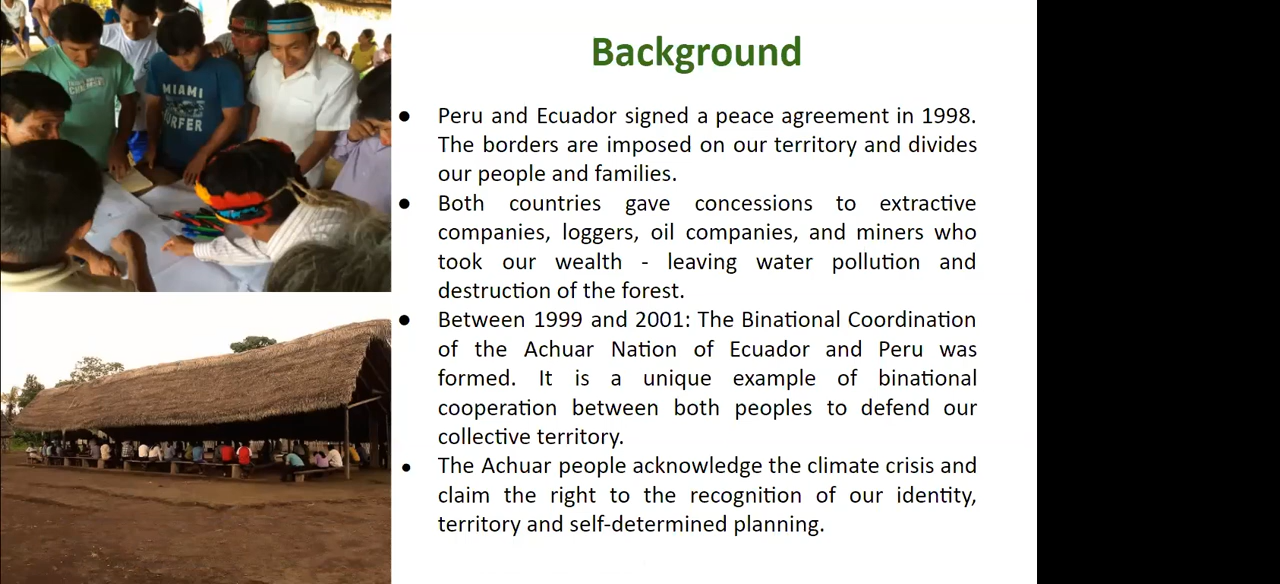 MIAMI
Background
● Peru and Ecuador signed a peace agreement in 1998.
The borders are imposed on our territory and divides
our people and families.
● Both countries gave concessions to extractive
companies, loggers, oil companies, and miners who
took our wealth - leaving water pollution and
destruction of the forest.
● Between 1999 and 2001: The Binational Coordination
of the Achuar Nation of Ecuador and Peru was
formed. It is a unique example of binational
cooperation between both peoples to defend our
collective territory.
● The Achuar people acknowledge the climate crisis and
claim the right to the recognition of our identity,
territory and self-determined planning.